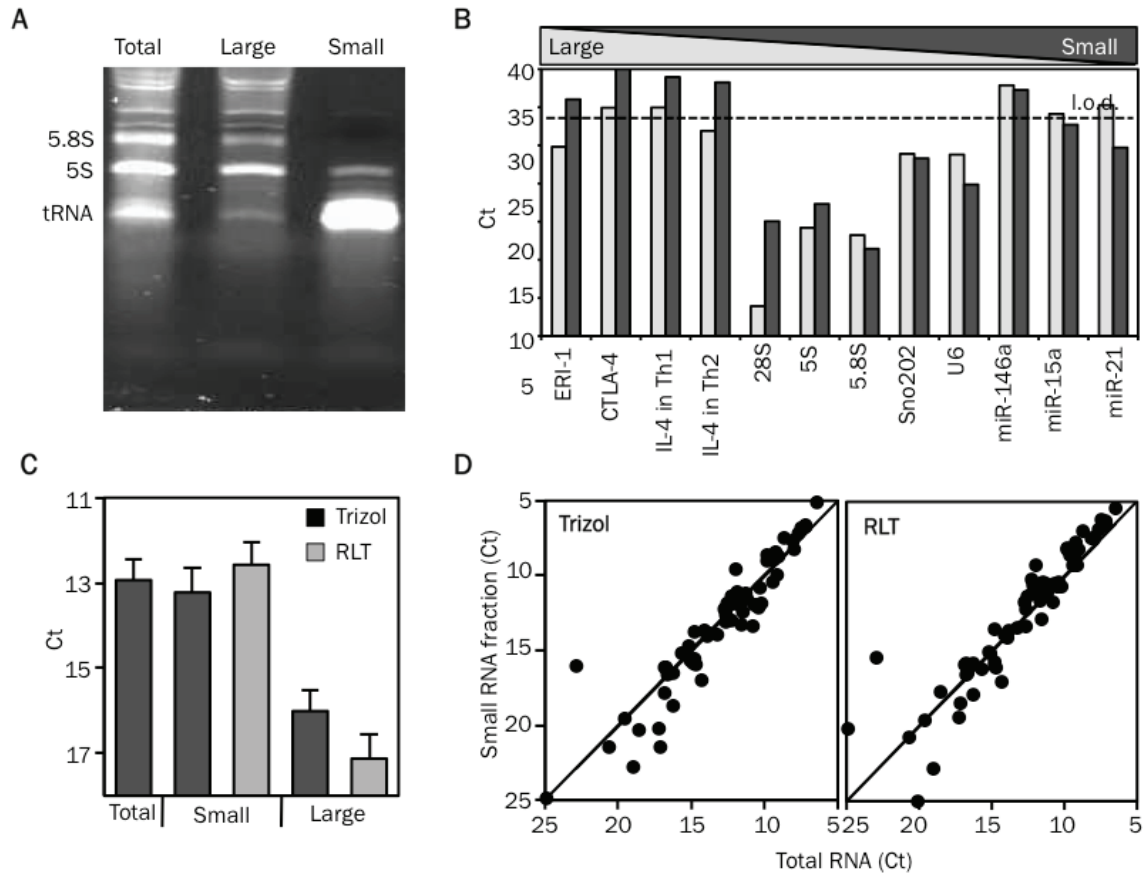 A
Total Large Small
5.8S
5S
tRNA
B
Large Small
Ct
40
35
30
25
20
15
10
5
l.o.d.
ERI-1
CTLA-4
IL-4 in Th1
IL-4 in Th2
28S
5S
5.8S
Sno202
U6
miR-146a
miR-15a
miR-21
C
Ct
11
13
15
17
Trizol
RLT
Total Small Large
D
Small RNA fraction (Ct)
5
10
15
20
25
Trizol
RLT
25 20 15 10 5 25 20 15 10 5
Total RNA (Ct)